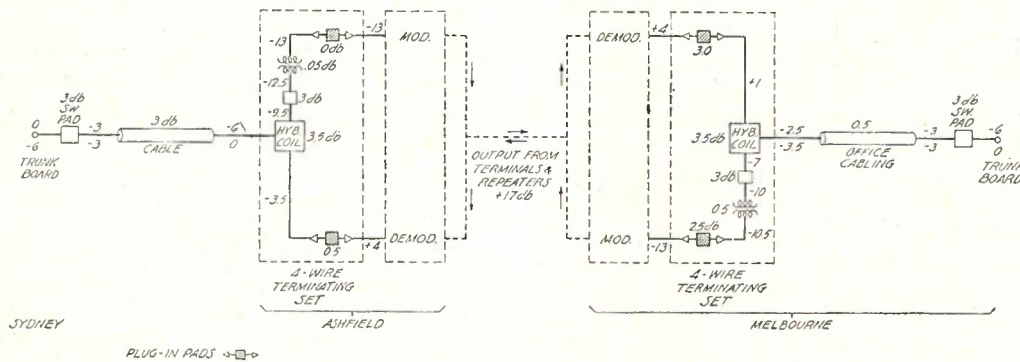 0
-6
TRUNK
BOARD
3db
SW
PAD
-3
-3
3db
CABLE
-6
0
-13
0db
-13
.05db
-12.5
3db
-9.5
HYB.
COIL
3.5db
-3.5
0.5
+4
4-WIRE
TERMINATING
SET
MOD.
DEMOD.
OUTPUT FROM
TERMINALS &
REPEATERS
+17db
DEMOD.
MOD.
+4
3.0
+1
3.5db
HYB.
COIL
-7
3db
-10
0.5
-10.5
25db
-13
4-WIRE
TERMINATING
SET
-2.5
-3.5
0.5
OFFICE
CABLING
-3
-3
3db
SW.
PAD
-6
0
TRUNK
BOARD
SYDNEY
ASHFIELD
MELBOURNE
PLUG-IN PADS